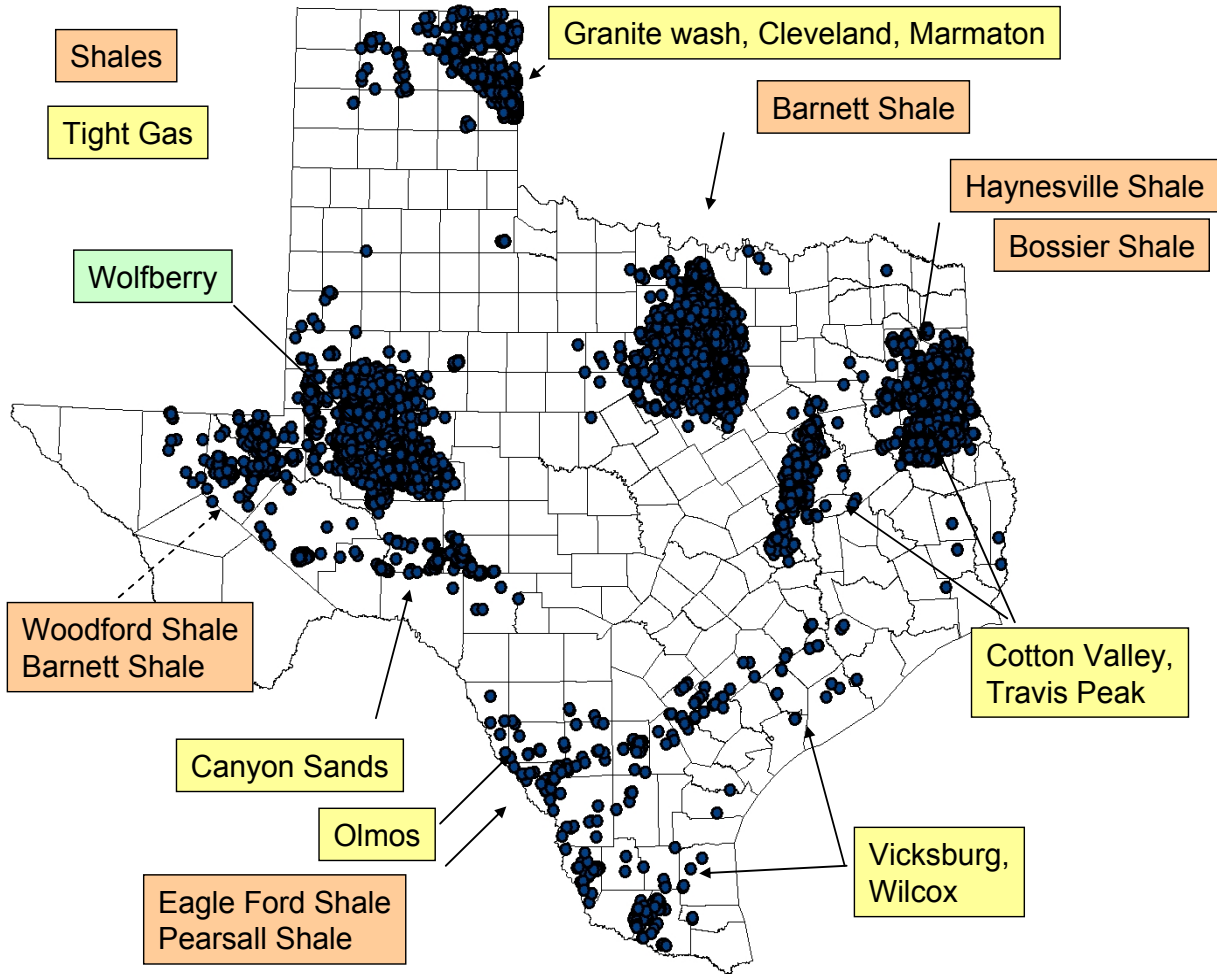 Shales
Tight Gas
Granite wash, Cleveland, Marmaton
Barnett Shale
Haynesville Shale
Bossier Shale
Wolfberry
Woodford Shale
Barnett Shale
Canyon Sands
Olmos
Eagle Ford Shale
Pearsall Shale
Cotton Valley,
Travis Peak
Vicksburg,
Wilcox